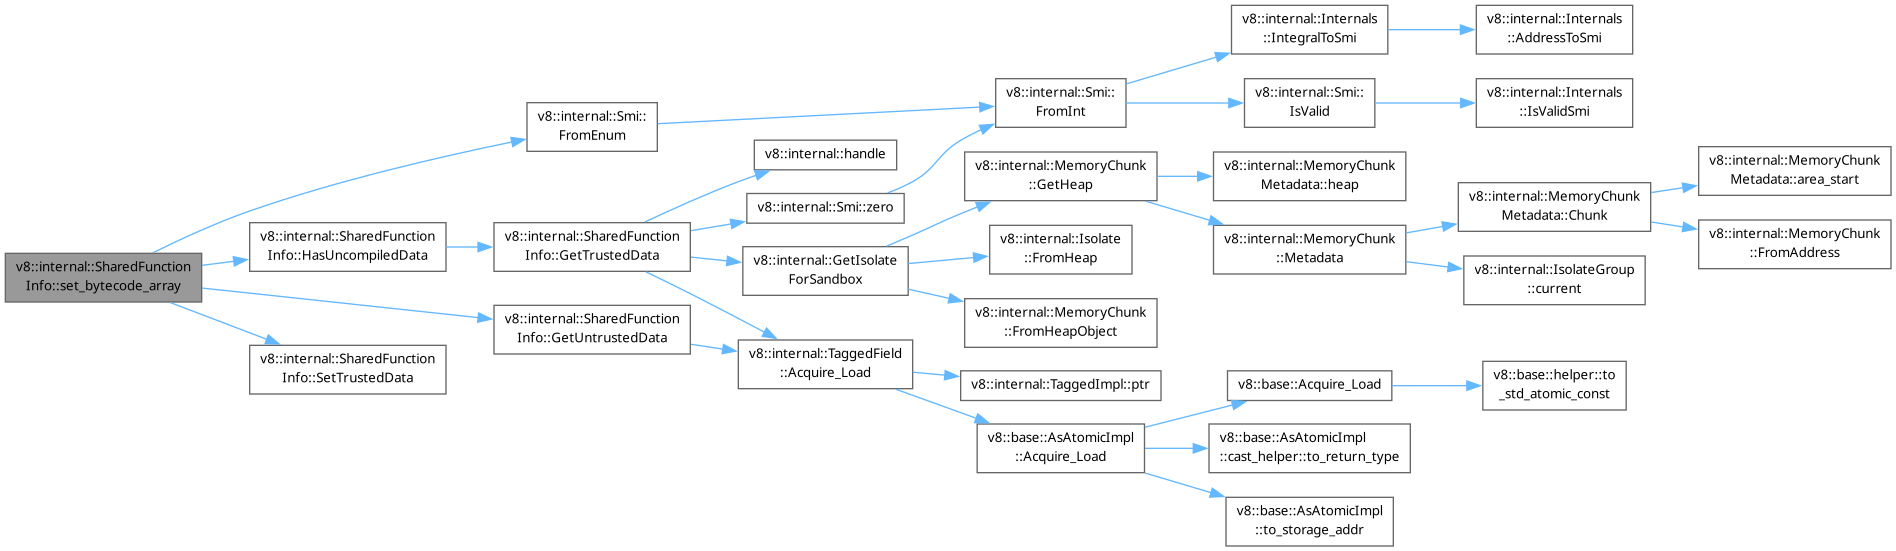 v8::internal::SharedFunction
Info::set_bytecode_array
v8::internal::Smi::
FromEnum
v8::internal::SharedFunction
Info::HasUncompiledData
v8::internal::SharedFunction
Info::SetTrustedData
v8::internal::SharedFunction
Info::GetTrustedData
v8::internal::SharedFunction
Info::GetUntrustedData
v8::internal::handle
v8::internal::Smi::zero
v8::internal::GetIsolate
ForSandbox
v8::internal::TaggedField
::Acquire_Load
v8::internal::Smi::
FromInt
v8::internal::MemoryChunk
::GetHeap
v8::internal::Isolate
::FromHeap
v8::internal::MemoryChunk
::FromHeapObject
v8::internal::TaggedImpl::ptr
v8::base::AsAtomicImpl
::Acquire_Load
v8::internal::Internals
::IntegralToSmi
v8::internal::Smi::
IsValid
v8::internal::MemoryChunk
Metadata::heap
v8::internal::MemoryChunk
::Metadata
v8::base::Acquire_Load
v8::base::AsAtomicImpl
::cast_helper::to_return_type
v8::base::AsAtomicImpl
::to_storage_addr
v8::internal::Internals
::AddressToSmi
v8::internal::Internals
::IsValidSmi
v8::internal::MemoryChunk
Metadata::Chunk
v8::internal::IsolateGroup
::current
v8::base::helper::to
_std_atomic_const
v8::internal::MemoryChunk
Metadata::area_start
v8::internal::MemoryChunk
::FromAddress